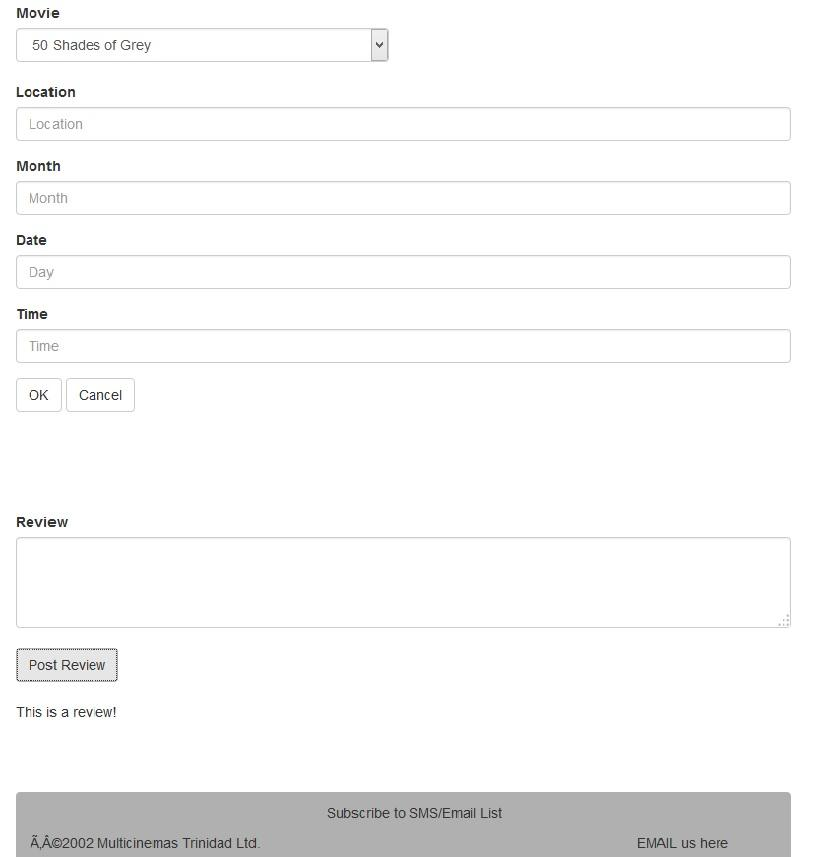 Movie
50 Shades of Grey
Location
Location
Month
Month
Date
Day
Time
Time
OK Cancel
Review
Post Review
This is a review!
Subscribe to SMS/Email List
Ã‚Â©2002 Multicinemas Trinidad Ltd. EMAIL us here